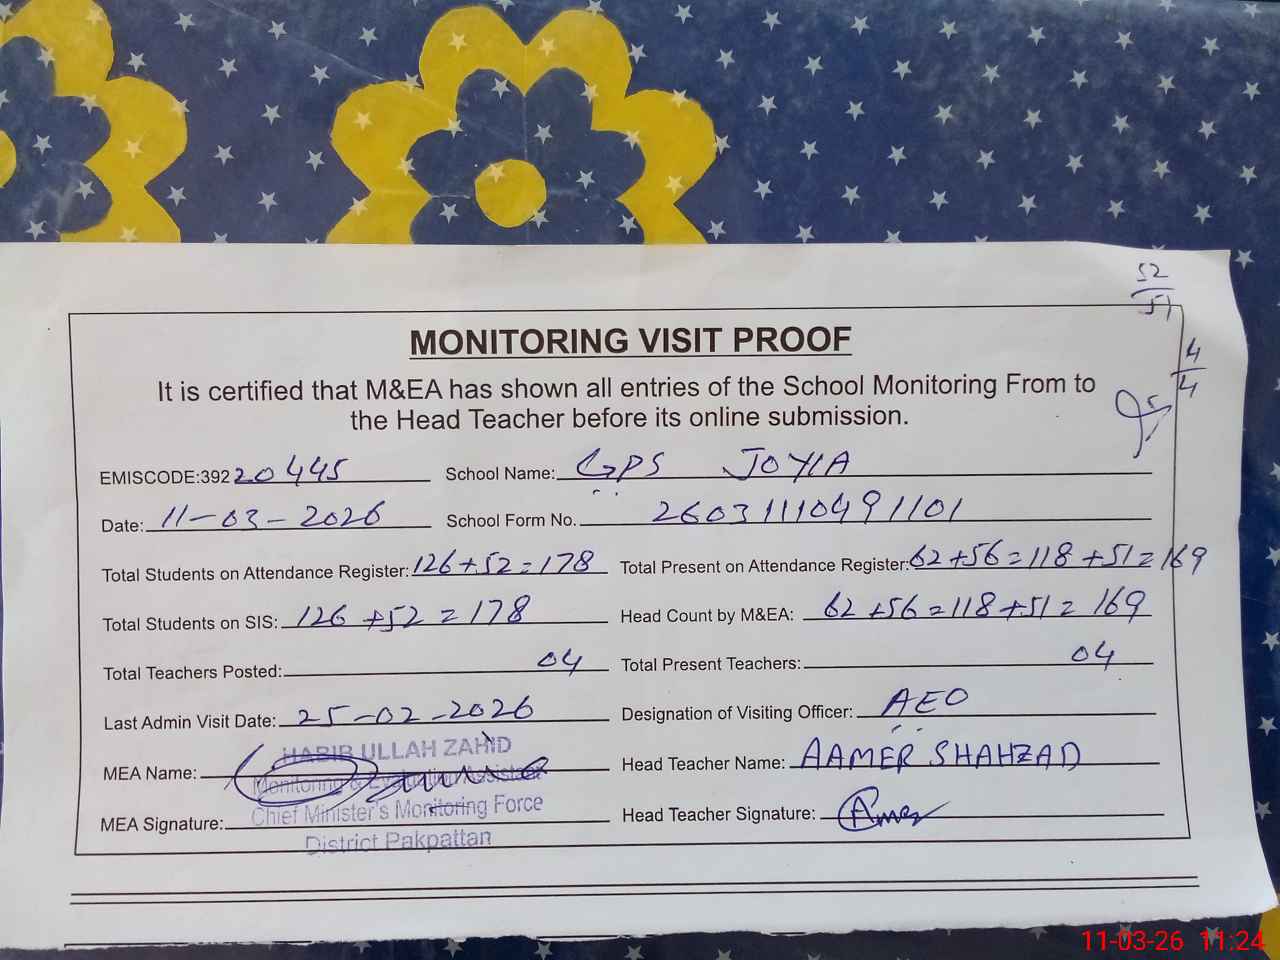 52
51
4
4
MONITORING VISIT PROOF
It is certified that M&EA has shown all entries of the School Monitoring From to
the Head Teacher before its online submission.
EMISCODE:39220445 School Name: GPS JOYIA
Date: 11-03-2026 School Form No. 260311110491101
Total Students on Attendance Register: 126+52=178 Total Present on Attendance Register: 62+56=118+51=169
Total Students on SIS: 126+52=178 Head Count by M&EA: 62+56=118+51=169
Total Teachers Posted: 04 Total Present Teachers: 04
Last Admin Visit Date: 25-02-2026 Designation of Visiting Officer: AEO
HABIB ULLAH ZAHID
MEA Name: Monitoring & Evaluation Assistant Head Teacher Name: AAMER SHAHZAD
Chief Minister's Monitoring Force
MEA Signature: Head Teacher Signature: Amer
District Pakpattan
11-03-26 11:24